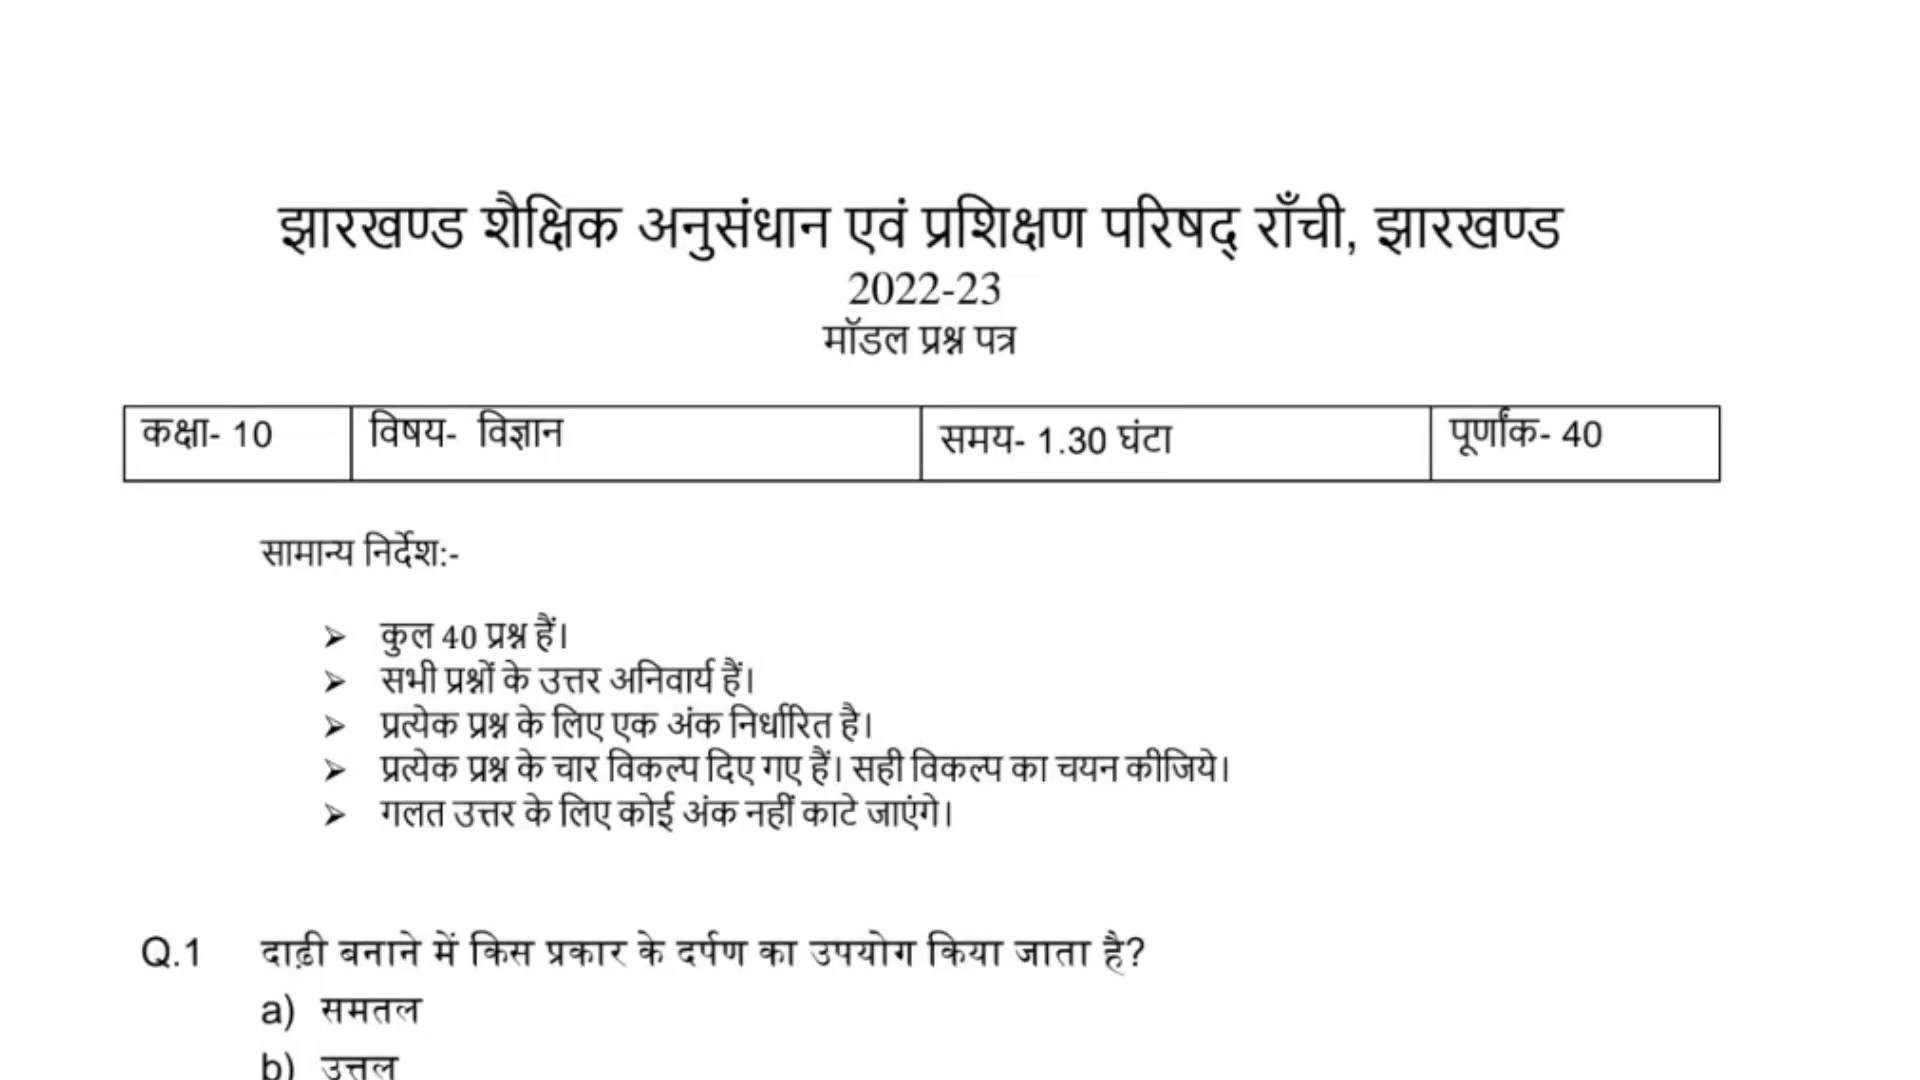 झारखण्ड शैक्षिक अनुसंधान एवं प्रशिक्षण परिषद् राँची, झारखण्ड
2022-23
मॉडल प्रश्न पत्र
कक्षा- 10 विषय- विज्ञान समय- 1.30 घंटा पूर्णांक- 40
सामान्य निर्देश:-
➢ कुल 40 प्रश्न हैं।
➢ सभी प्रश्नों के उत्तर अनिवार्य हैं।
➢ प्रत्येक प्रश्न के लिए एक अंक निर्धारित है।
➢ प्रत्येक प्रश्न के चार विकल्प दिए गए हैं। सही विकल्प का चयन कीजिये।
➢ गलत उत्तर के लिए कोई अंक नहीं काटे जाएंगे।
Q.1 दाढ़ी बनाने में किस प्रकार के दर्पण का उपयोग किया जाता है?
a) समतल
b) उत्तल